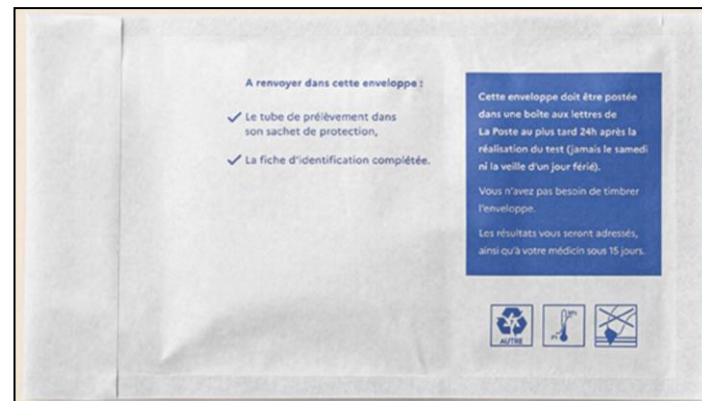 A renvoyer dans cette enveloppe :
Le tube de prélèvement dans
son sachet de protection,
La fiche d'identification complétée.
Cette enveloppe doit être postée
dans une boîte aux lettres de
La Poste au plus tard 24h après la
réalisation du test (jamais le samedi
ni la veille d'un jour férié).
Vous n'avez pas besoin de timbrer
l'enveloppe.
Les résultats vous seront adressés,
ainsi qu'à votre médicin sous 15 jours.
AUTRE